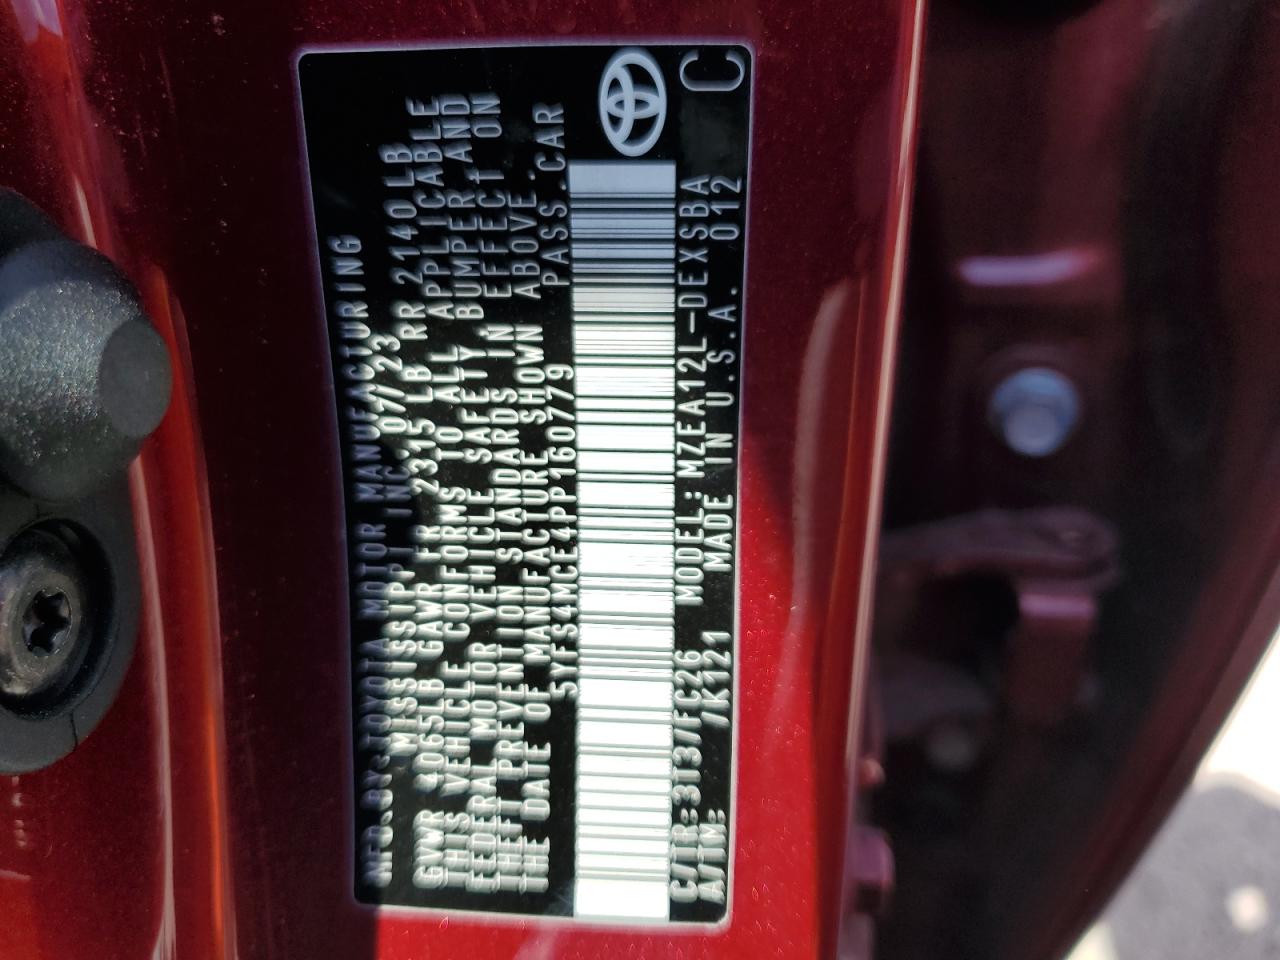 MFD.BY:TOYOTA MOTOR MANUFACTURING
MISSISSIPPI INC. 07/23
GVWR 4065LB GAWR FR 2315 LB RR 2140LB
THIS VEHICLE CONFORMS TO ALL APPLICABLE
FEDERAL MOTOR VEHICLE SAFETY, BUMPER,AND
THEFT PREVENTION STANDARDS IN EFFECT ON
THE DATE OF MANUFACTURE SHOWN ABOVE.
5YFS4MCE4PP160779 PASS.CAR
C/TR:3T37/FC26 MODEL:MZEA12L-DEXSBA
A/TM: /K121 MADE IN U.S.A. 012
C